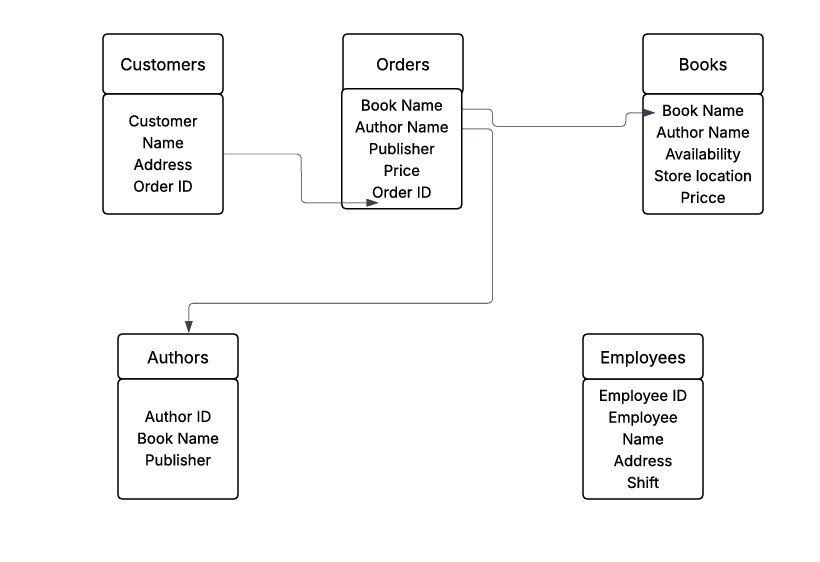 Customers
Customer
Name
Address
Order ID
Orders
Book Name
Author Name
Publisher
Price
Order ID
Books
Book Name
Author Name
Availability
Store location
Pricce
Authors
Author ID
Book Name
Publisher
Employees
Employee ID
Employee
Name
Address
Shift